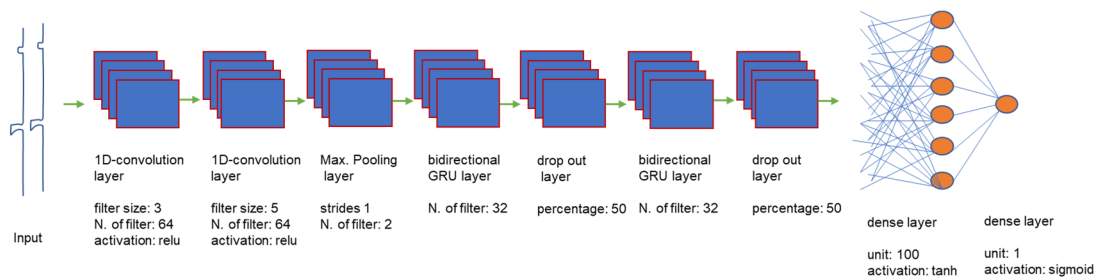 Input
1D-convolution
layer
filter size: 3
N. of filter: 64
activation: relu
1D-convolution
layer
filter size: 5
N. of filter: 64
activation: relu
Max. Pooling
layer
strides 1
N. of filter: 2
bidirectional
GRU layer
N. of filter: 32
drop out
layer
percentage: 50
bidirectional
GRU layer
N. of filter: 32
drop out
layer
percentage: 50
dense layer
unit: 100
activation: tanh
dense layer
unit: 1
activation: sigmoid